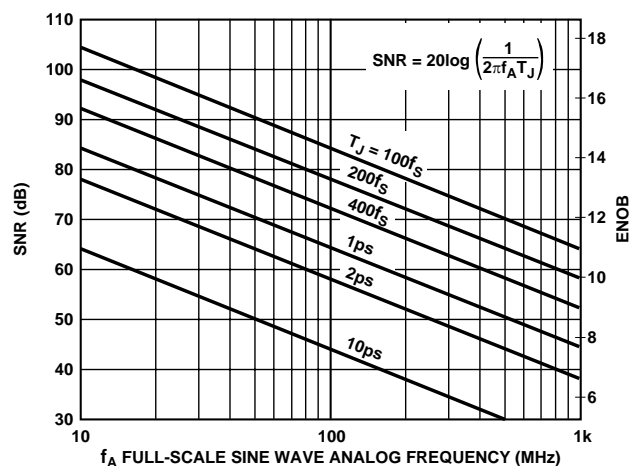 110
100
90
80
70
60
50
40
30
SNR (dB)
SNR = 20log (1/2πfATJ)
TJ = 100fS
200fS
400fS
1ps
2ps
10ps
18
16
14
12
10
8
6
ENOB
10
100
1k
fA FULL-SCALE SINE WAVE ANALOG FREQUENCY (MHz)